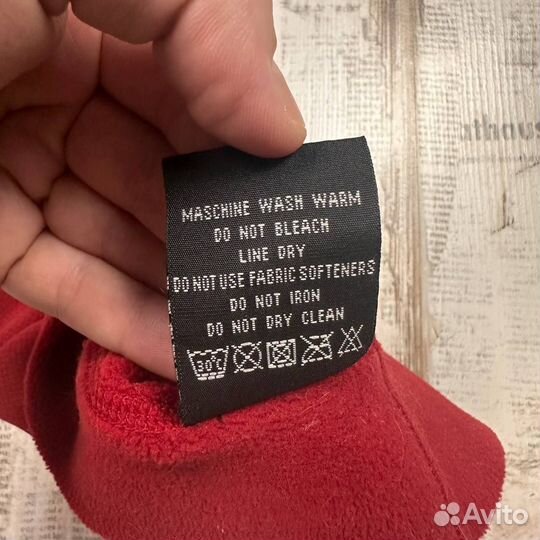 MASCHINE WASH WARM
DO NOT BLEACH
LINE DRY
DO NOT USE FABRIC SOFTENERS
DO NOT IRON
DO NOT DRY CLEAN
30°C
Avito